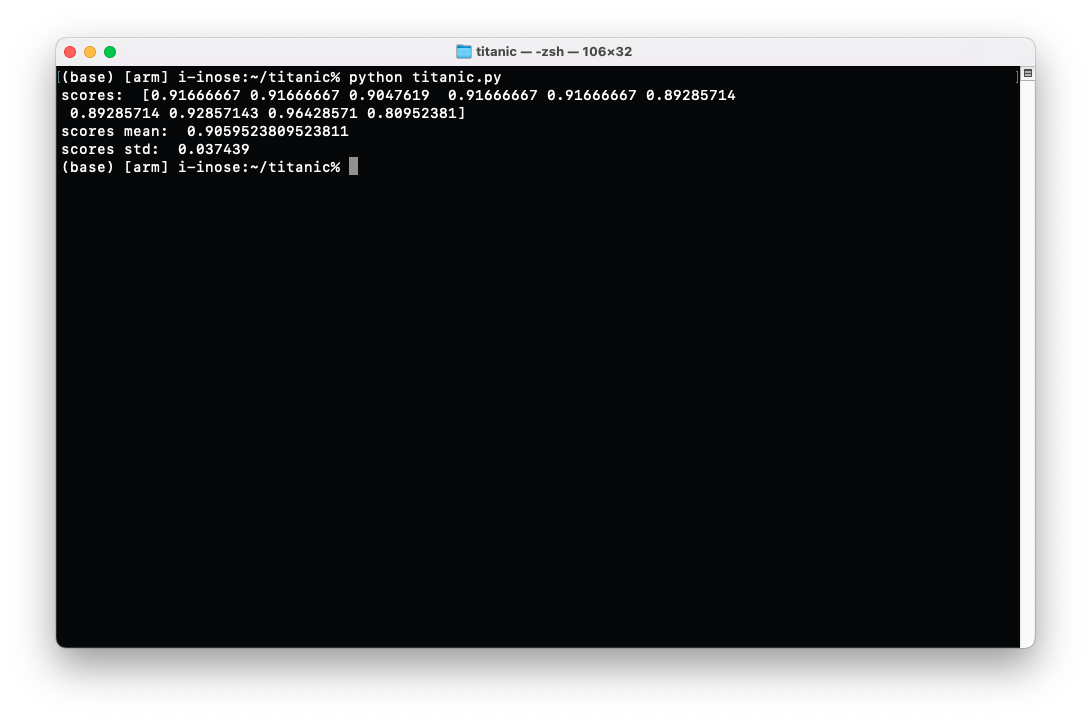 titanic — -zsh — 106×32
(base) [arm] i-inose:~/titanic% python titanic.py
scores:  [0.91666667 0.91666667 0.9047619  0.91666667 0.91666667 0.89285714
 0.89285714 0.92857143 0.96428571 0.80952381]
scores mean:  0.9059523809523811
scores std:  0.037439
(base) [arm] i-inose:~/titanic%